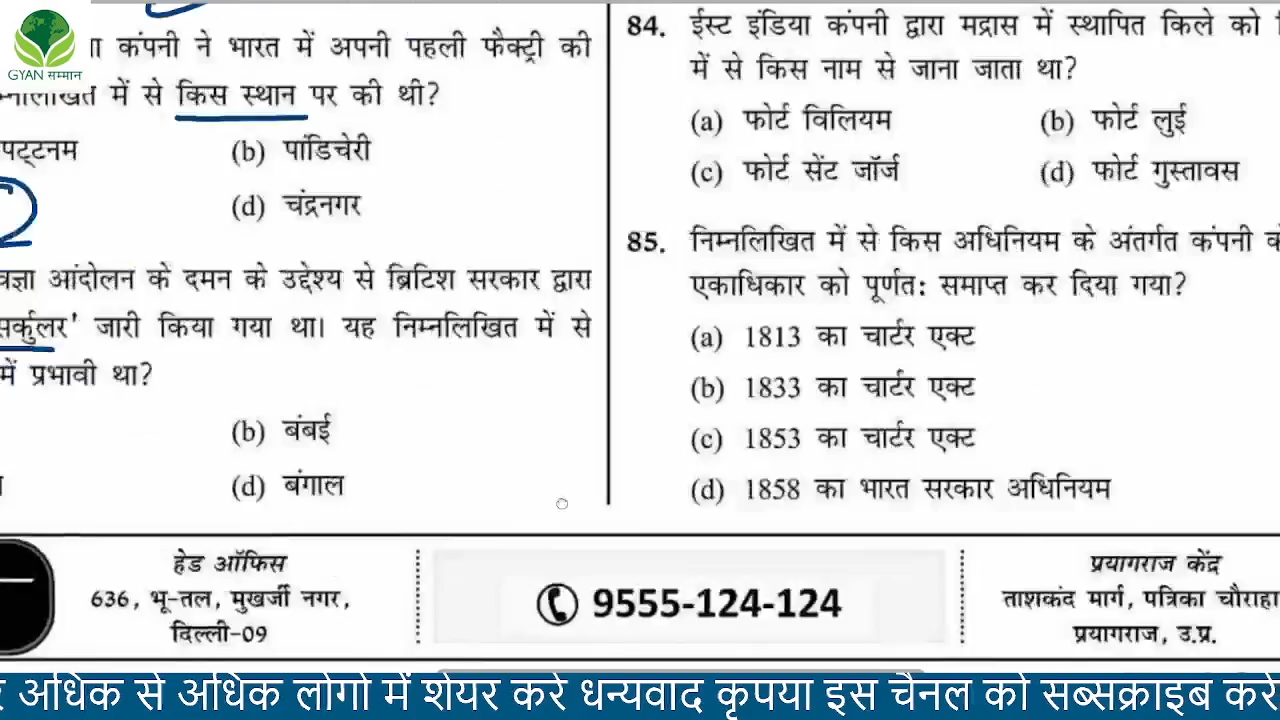 GYAN सम्मान
कंपनी ने भारत में अपनी पहली फैक्ट्री की
में से किस स्थान पर की थी?
(b) पांडिचेरी
(d) चंद्रनगर
आंदोलन के दमन के उद्देश्य से ब्रिटिश सरकार द्वारा
सर्कुलर' जारी किया गया था। यह निम्नलिखित में से
में प्रभावी था?
(b) बंबई
(d) बंगाल
84. ईस्ट इंडिया कंपनी द्वारा मद्रास में स्थापित किले को
में से किस नाम से जाना जाता था?
(a) फोर्ट विलियम (b) फोर्ट लुई
(c) फोर्ट सेंट जॉर्ज (d) फोर्ट गुस्तावस
85. निम्नलिखित में से किस अधिनियम के अंतर्गत कंपनी
एकाधिकार को पूर्णत: समाप्त कर दिया गया?
(a) 1813 का चार्टर एक्ट
(b) 1833 का चार्टर एक्ट
(c) 1853 का चार्टर एक्ट
(d) 1858 का भारत सरकार अधिनियम
हेड ऑफिस
636, भू-तल, मुखर्जी नगर,
दिल्ली-09
9555-124-124
प्रयागराज केंद्र
ताशकंद मार्ग, पत्रिका चौराहा
प्रयागराज, उ.प्र.
अधिक से अधिक लोगो में शेयर करे धन्यवाद कृपया इस चैनल को सब्सक्राइब करे